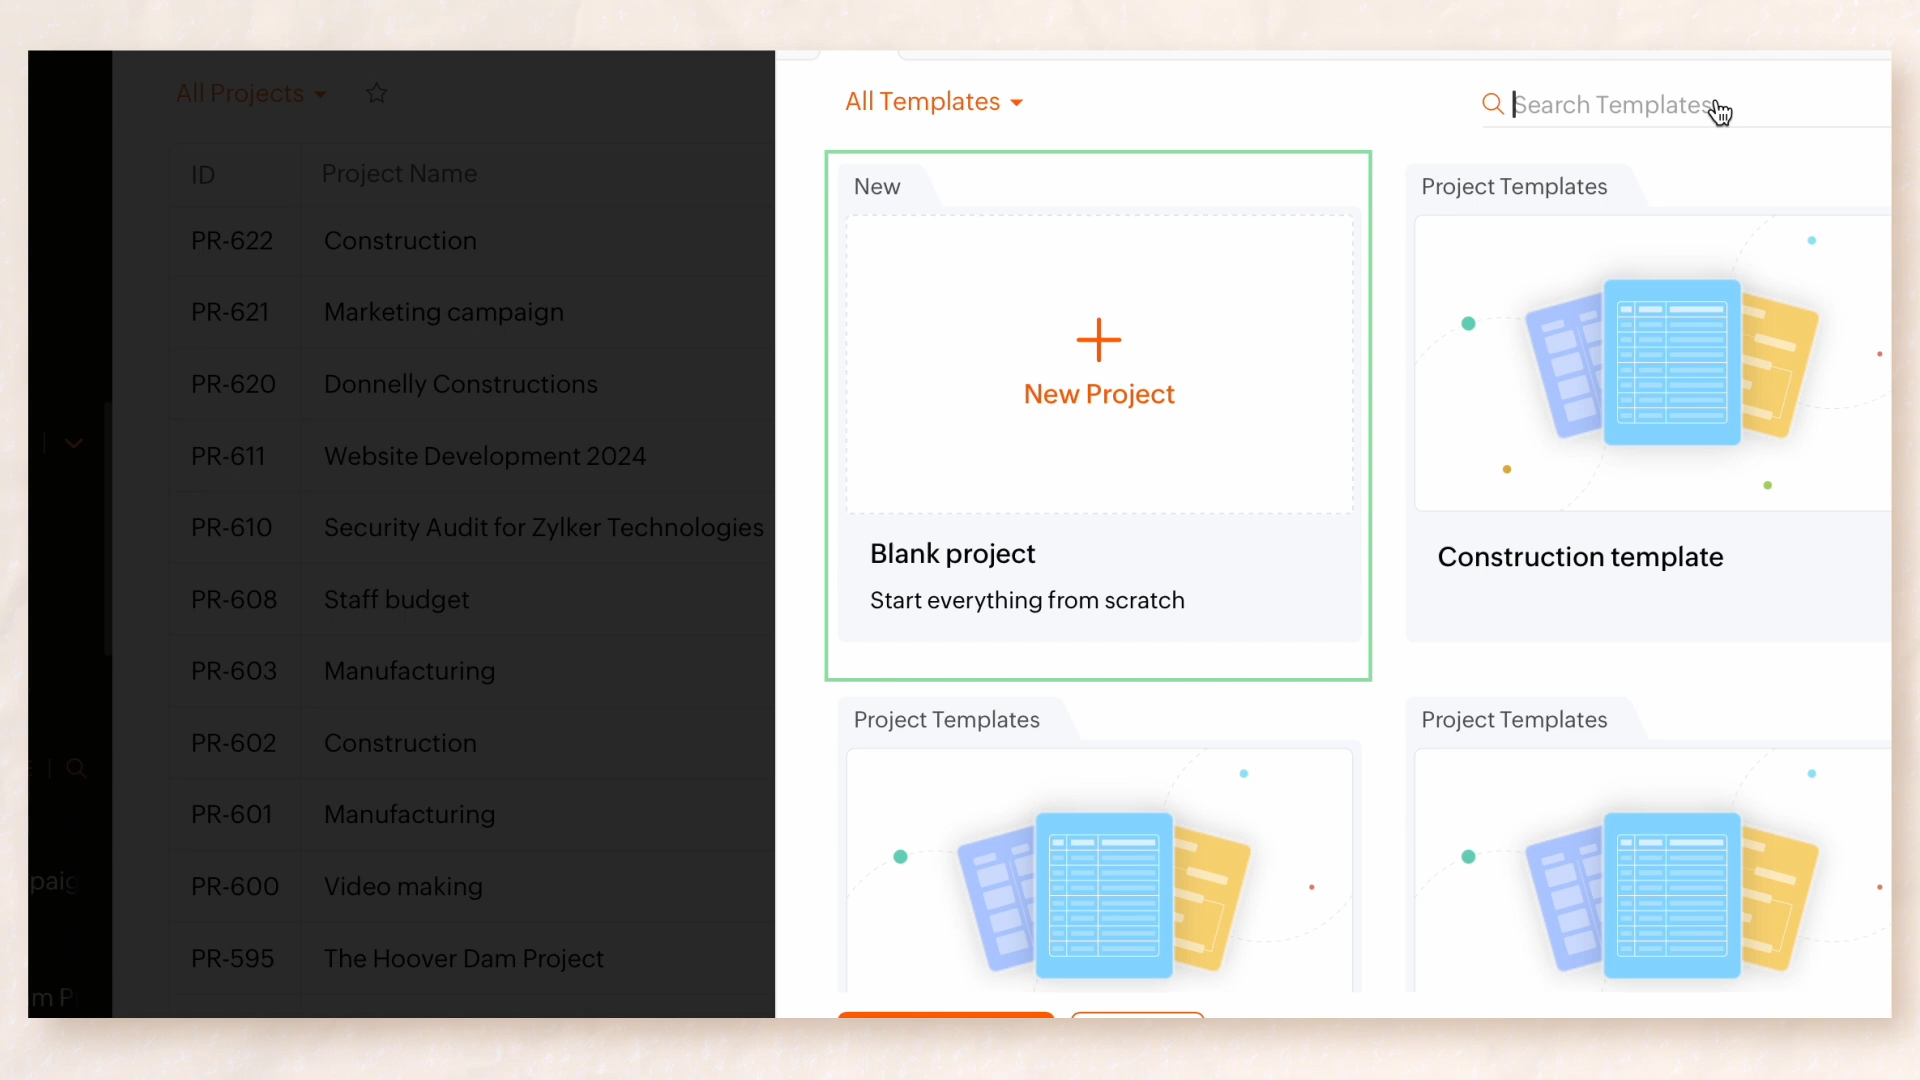 All Projects
ID Project Name
PR-622 Construction
PR-621 Marketing campaign
PR-620 Donnelly Constructions
PR-611 Website Development 2024
PR-610 Security Audit for Zylker Technologies
PR-608 Staff budget
PR-603 Manufacturing
PR-602 Construction
PR-601 Manufacturing
PR-600 Video making
PR-595 The Hoover Dam Project
paig
m P
All Templates
Search Templates
New
New Project
Blank project
Start everything from scratch
Project Templates
Construction template
Project Templates
Project Templates